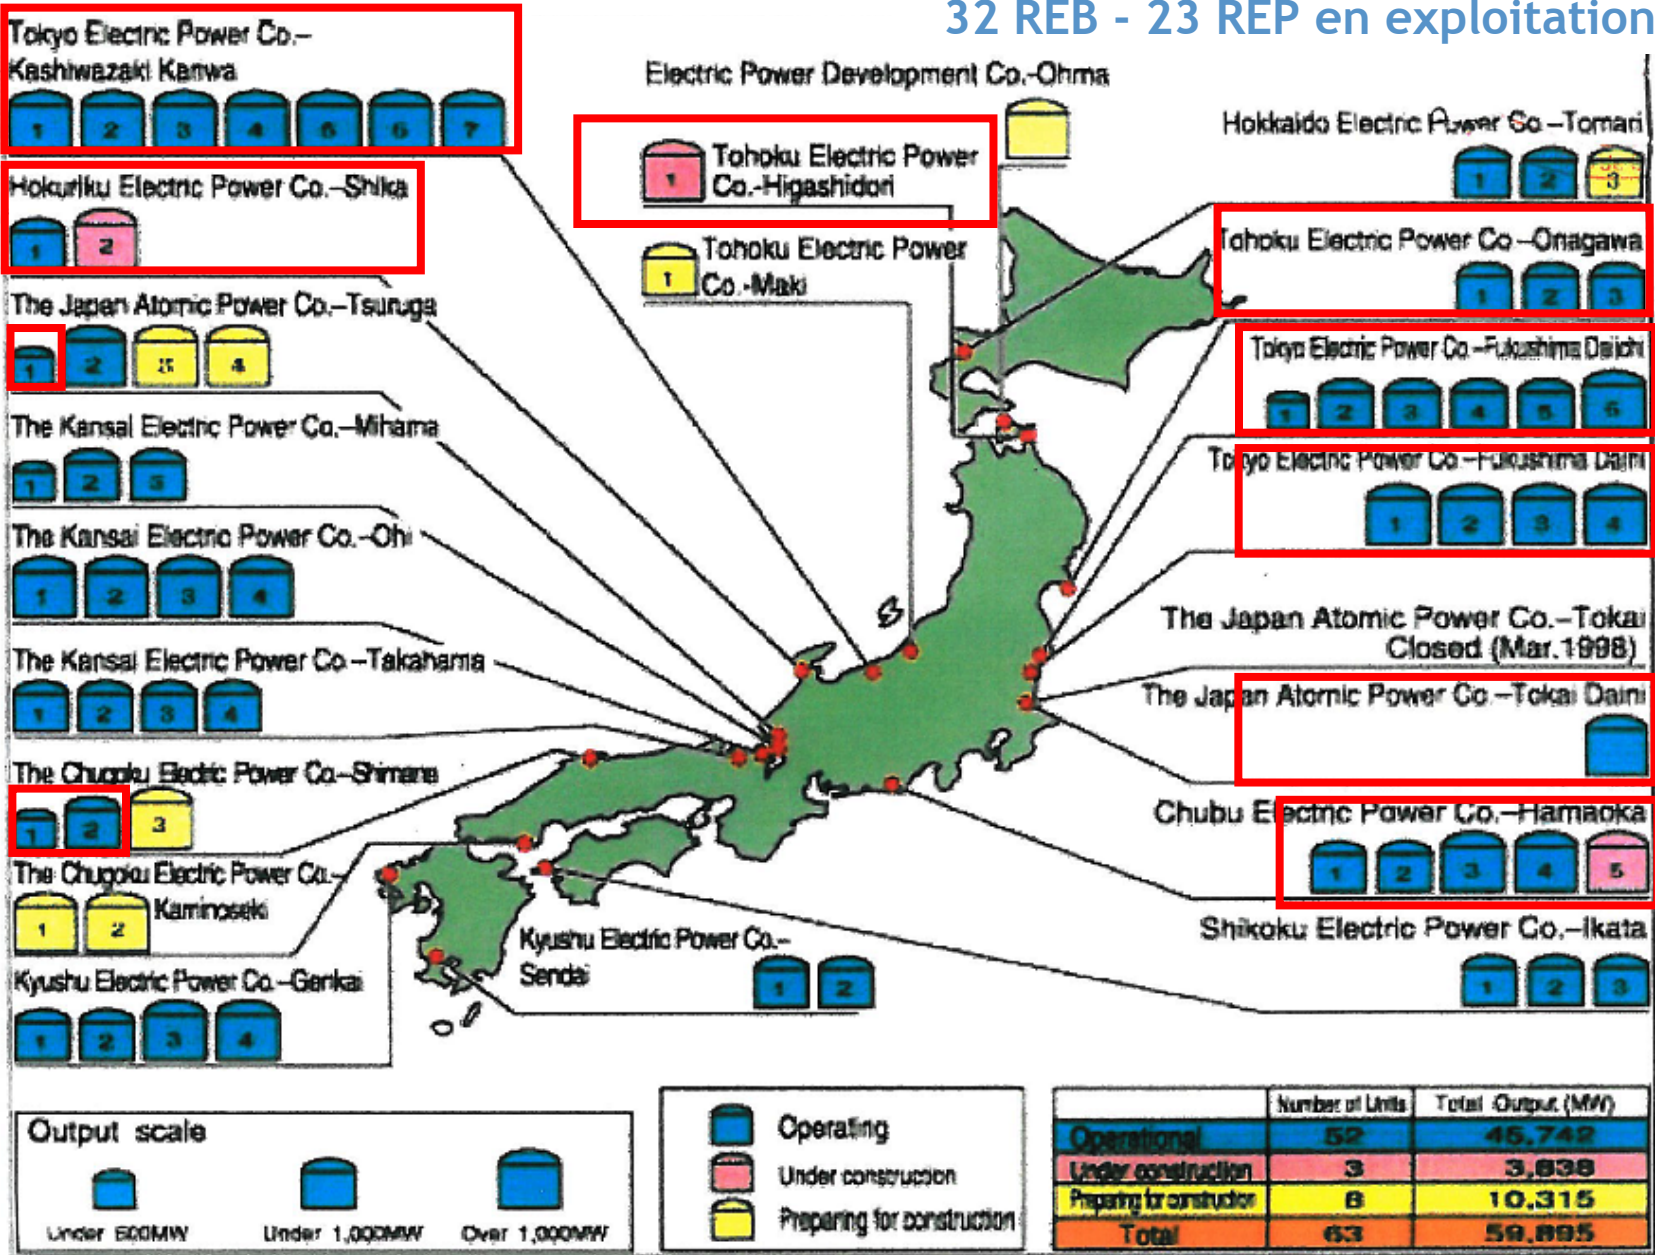 32 REB - 23 REP en exploitation
Tokyo Electric Power Co.–
Kashiwazaki Kariwa
1 2 3 4 5 6 7
Hokuriku Electric Power Co.–Shika
1 2
The Japan Atomic Power Co.–Tsuruga
1 2 3 4
The Kansai Electric Power Co.–Mihama
1 2 3
The Kansai Electric Power Co.–Ohi
1 2 3 4
The Kansai Electric Power Co–Takahama
1 2 3 4
The Chugoku Electric Power Co–Shimane
1 2 3
The Chugoku Electric Power Co.–
Kaminoseki
1 2
Kyushu Electric Power Co.–Genkai
1 2 3 4
Electric Power Development Co.-Ohma
1 Tohoku Electric Power
Co.-Higashidori
1 Tohoku Electric Power
Co.-Maki
Hokkaido Electric Power Co–Tomari
1 2 3
Tohoku Electric Power Co–Onagawa
1 2 3
Tokyo Electric Power Co–Fukushima Daiichi
1 2 3 4 5 6
Tokyo Electric Power Co–Fukushima Daini
1 2 3 4
The Japan Atomic Power Co.–Tokai
Closed (Mar.1998)
The Japan Atomic Power Co.–Tokai Daini
Chubu Electric Power Co.–Hamaoka
1 2 3 4 5
Shikoku Electric Power Co.–Ikata
1 2 3
Kyushu Electric Power Co.–
Sendai
1 2
Output scale
Under 500MW Under 1,000MW Over 1,000MW
Operating
Under construction
Preparing for construction
Number of Units Total Output (MW)
Operational 52 45,742
Under construction 3 3,838
Preparing for construction 8 10,315
Total 63 59,895